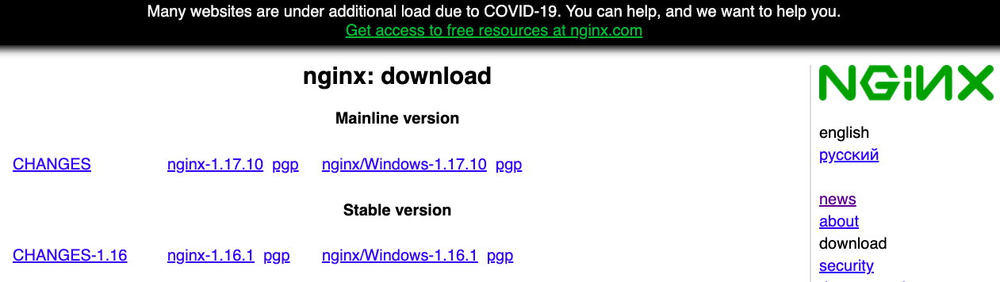 Many websites are under additional load due to COVID-19. You can help, and we want to help you.
Get access to free resources at nginx.com
nginx: download
Mainline version
CHANGES nginx-1.17.10 pgp nginx/Windows-1.17.10 pgp
Stable version
CHANGES-1.16 nginx-1.16.1 pgp nginx/Windows-1.16.1 pgp
NGINX
english
русский
news
about
download
security